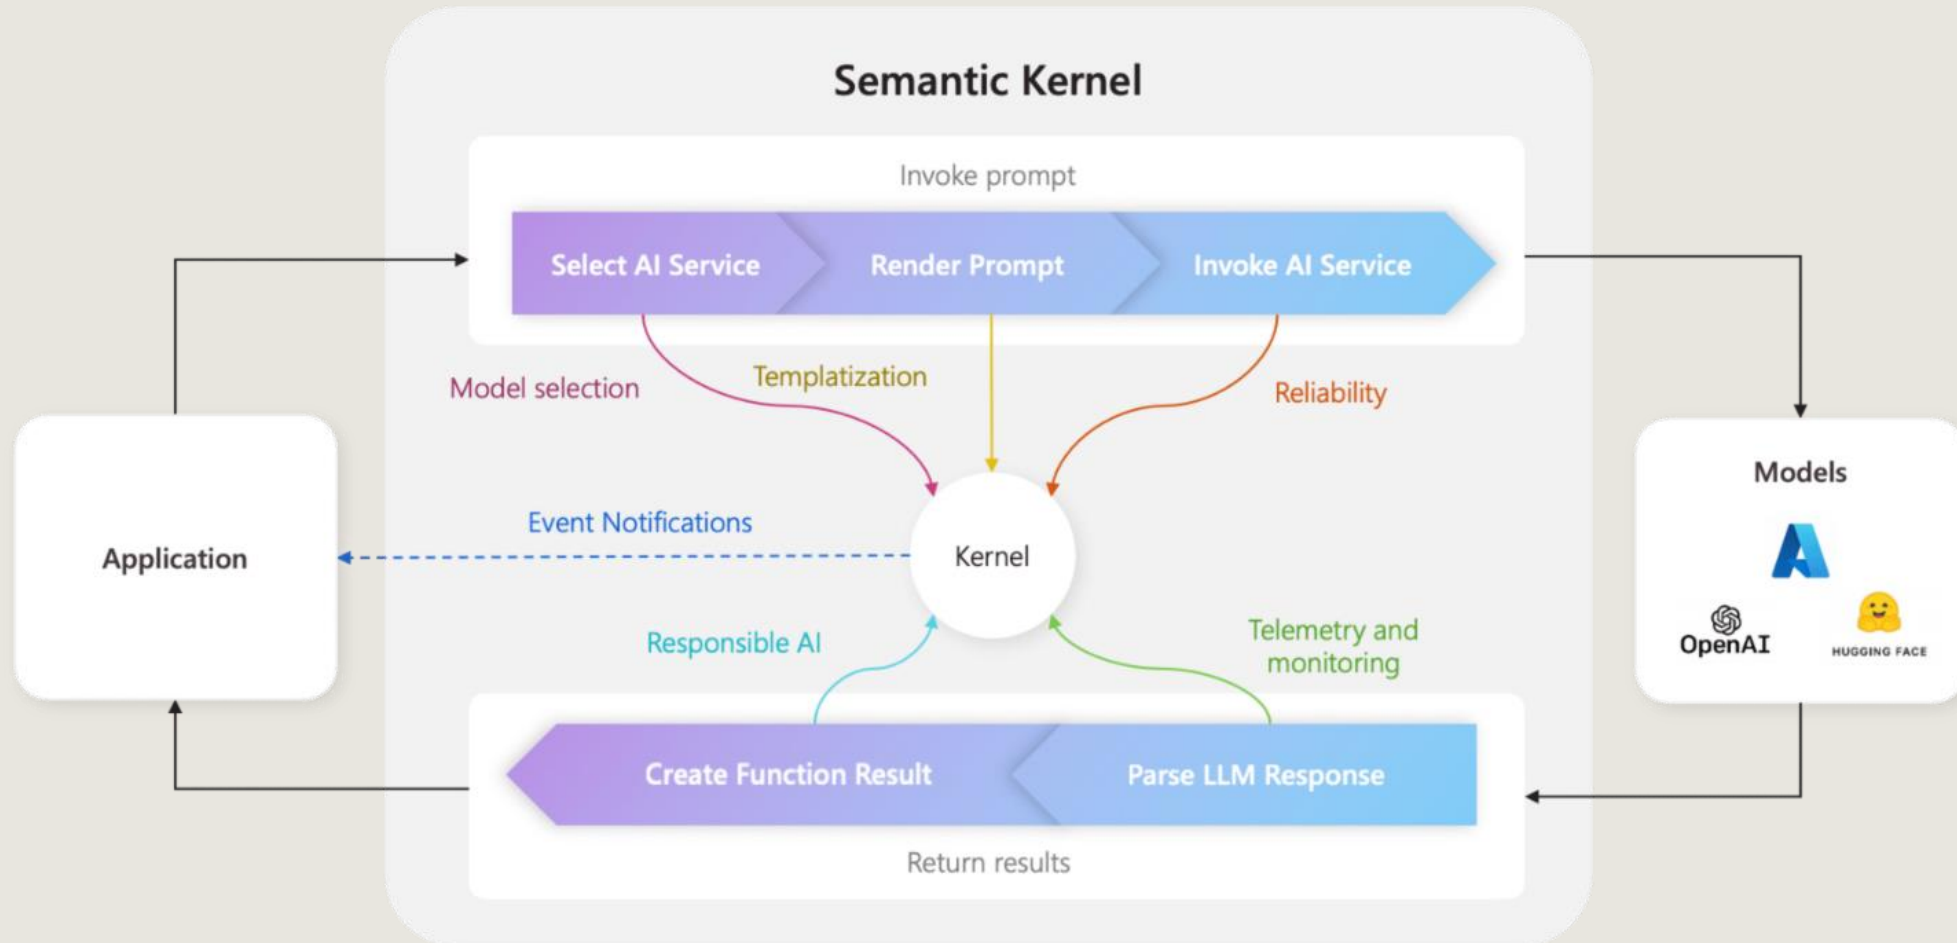 Semantic Kernel
Invoke prompt
Select AI Service
Render Prompt
Invoke AI Service
Model selection
Templatization
Reliability
Application
Event Notifications
Kernel
Models
OpenAI
HUGGING FACE
Responsible AI
Telemetry and
monitoring
Create Function Result
Parse LLM Response
Return results